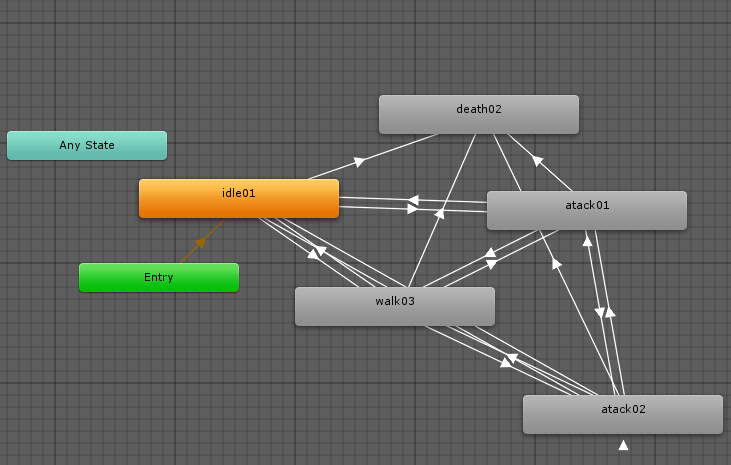 death02
Any State
idle01
atack01
Entry
walk03
atack02